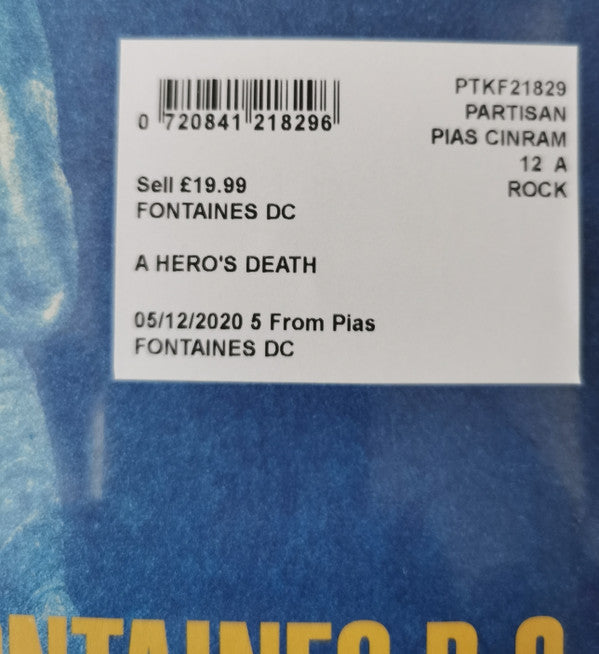 PTKF21829
PARTISAN
PIAS CINRAM
12 A
ROCK
0 720841 218296
Sell £19.99
FONTAINES DC
A HERO'S DEATH
05/12/2020 5 From Pias
FONTAINES DC
ONTAINES D.C.